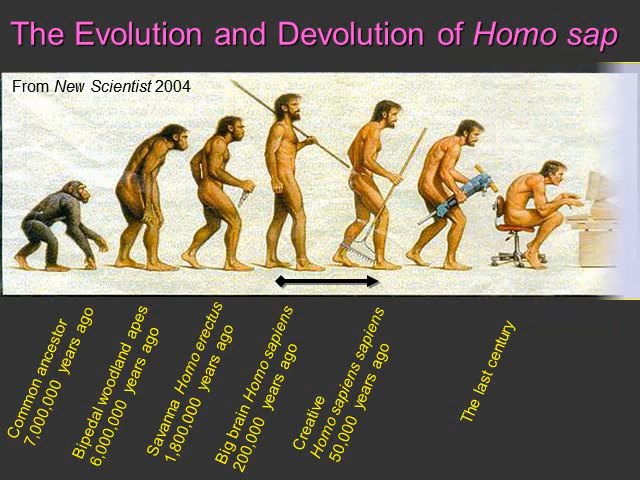 The Evolution and Devolution of Homo sap
From New Scientist 2004
Common ancestor
7,000,000 years ago
Bipedal woodland apes
6,000,000 years ago
Savanna Homo erectus
1,800,000 years ago
Big brain Homo sapiens
200,000 years ago
Creative
Homo sapiens sapiens
50,000 years ago
The last century